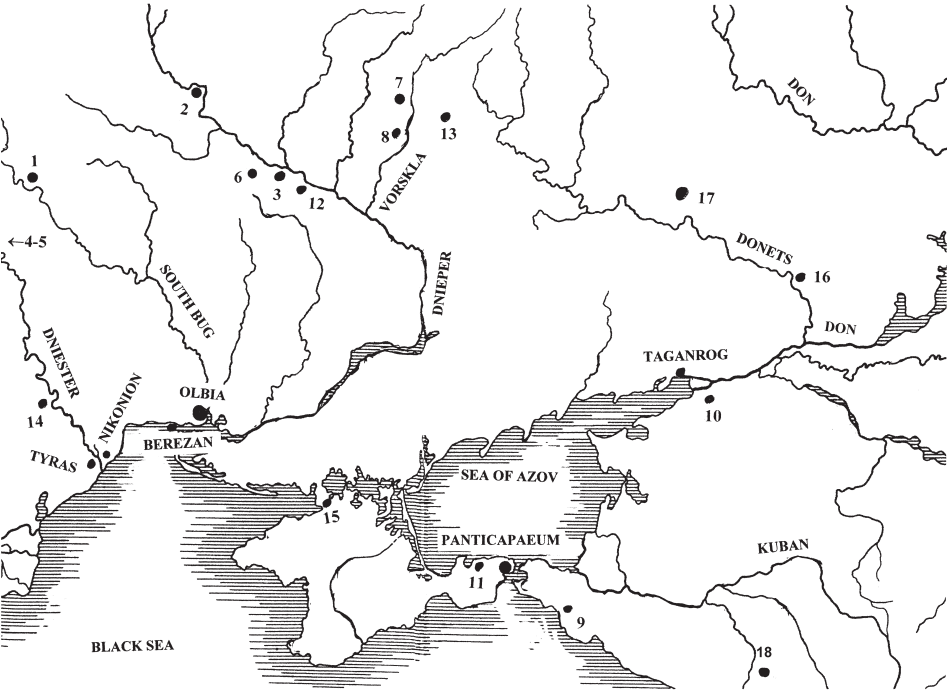 DON
2
7
8
13
VORSKLA
1
6
3
12
17
←4-5
DONETS
16
SOUTH BUG
DNIEPER
DON
DNIESTER
TAGANROG
NIKONION
OLBIA
10
14
BEREZAN
TYRAS
SEA OF AZOV
15
PANTICAPAEUM
KUBAN
11
9
BLACK SEA
18